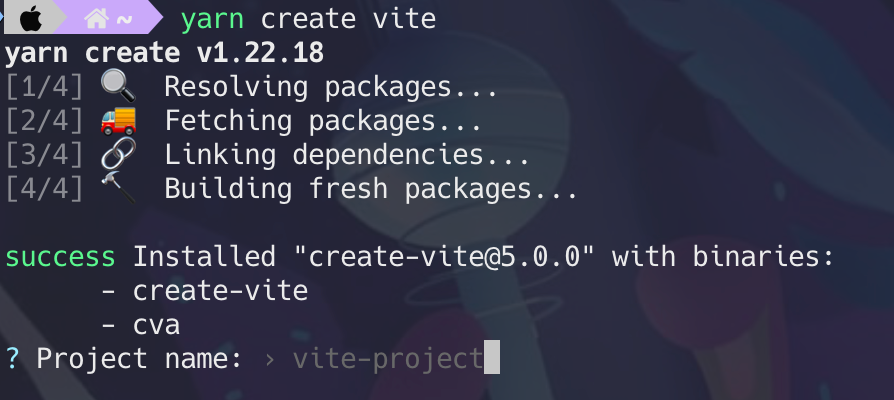 ~ yarn create vite
yarn create v1.22.18
[1/4] 🔍 Resolving packages...
[2/4] 🚚 Fetching packages...
[3/4] 🔗 Linking dependencies...
[4/4] 🔨 Building fresh packages...
success Installed "create-vite@5.0.0" with binaries:
- create-vite
- cva
? Project name: › vite-project